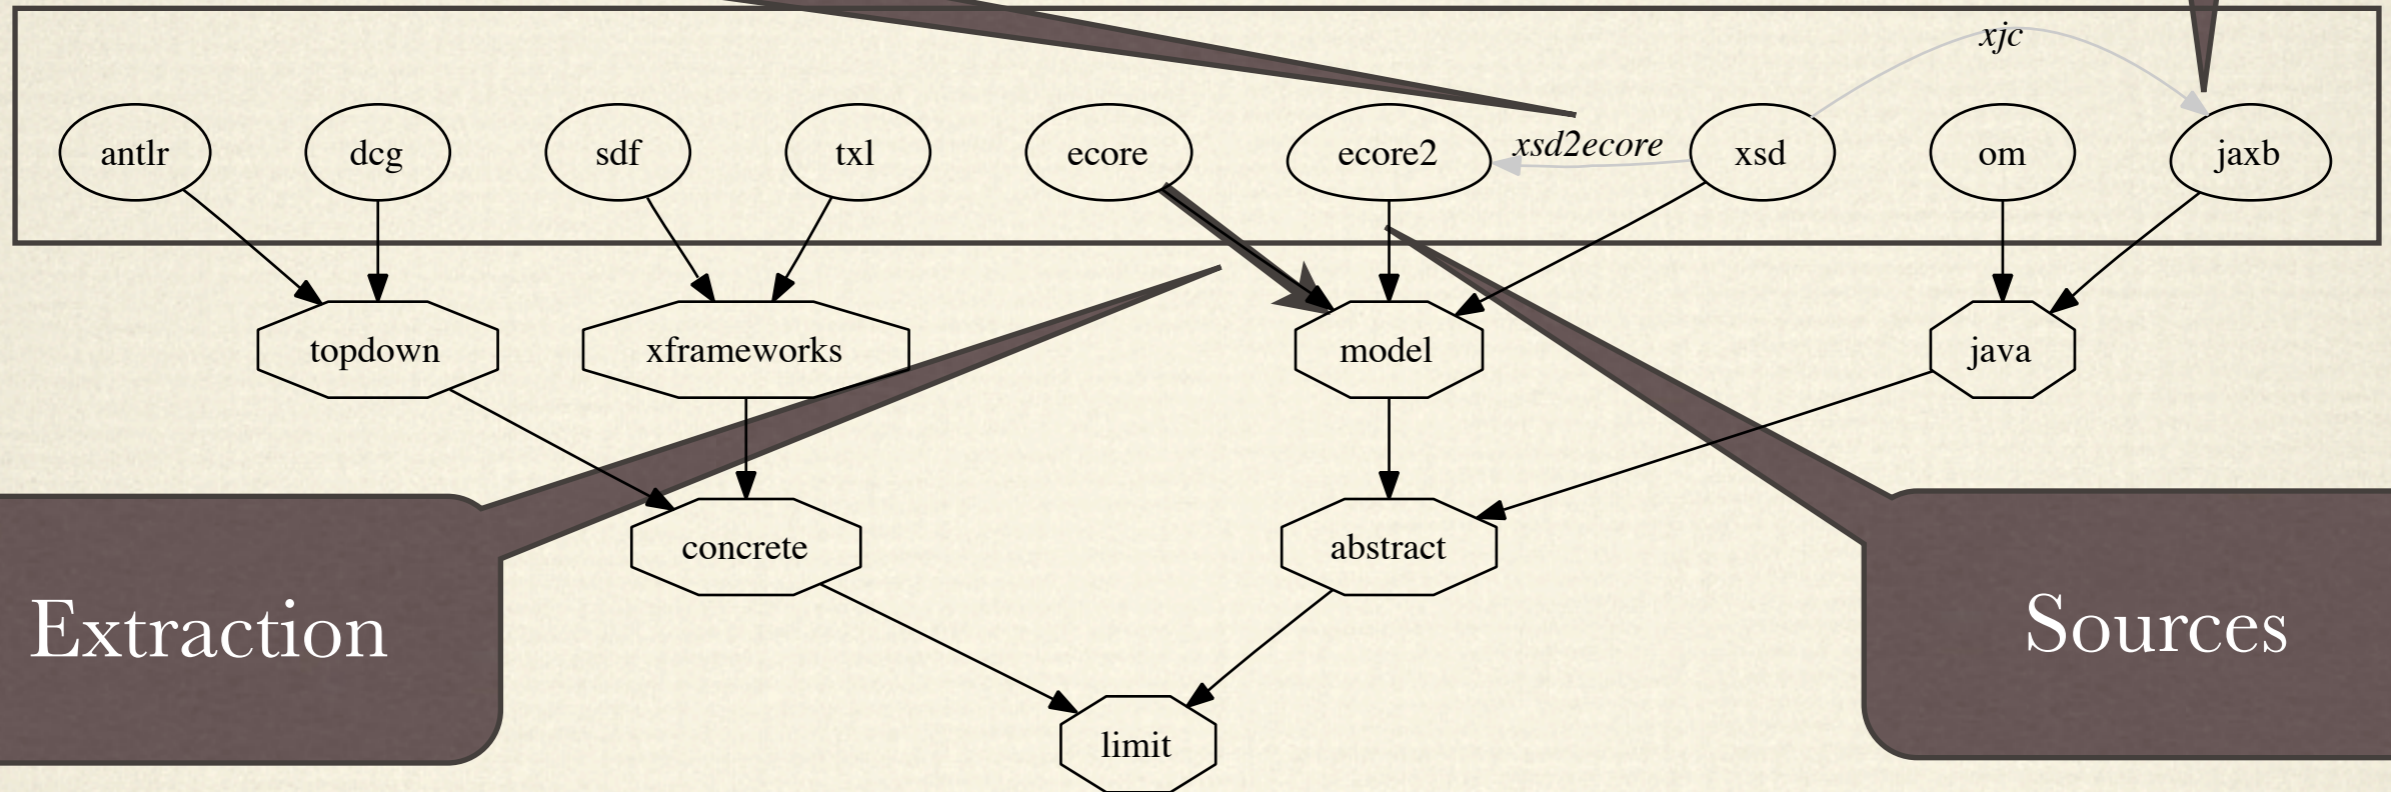 xjc
antlr
dcg
sdf
txl
ecore
ecore2
xsd2ecore
xsd
om
jaxb
topdown
xframeworks
model
java
concrete
abstract
Extraction
Sources
limit